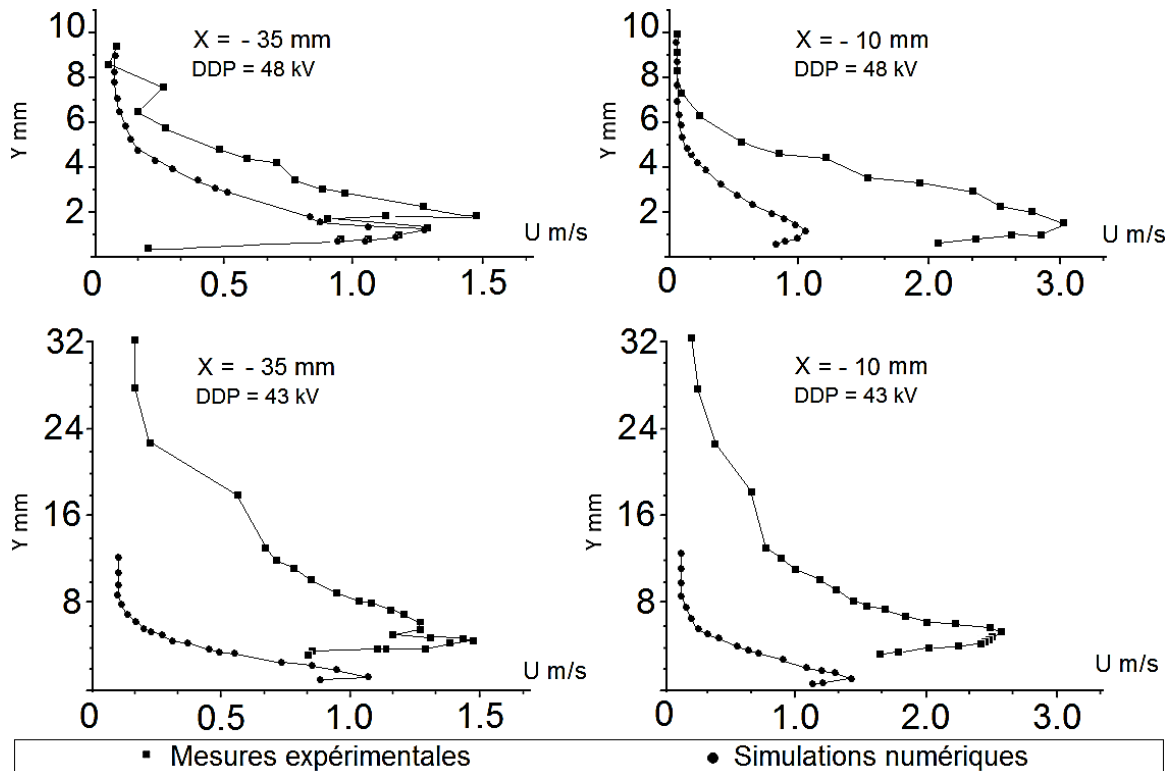 10
8
6
4
2
Y mm
X = - 35 mm
DDP = 48 kV
U m/s
0
0.5
1.0
1.5
10
8
6
4
2
Y mm
X = - 10 mm
DDP = 48 kV
U m/s
0
1.0
2.0
3.0
32
24
16
8
Y mm
X = - 35 mm
DDP = 43 kV
U m/s
0
0.5
1.0
1.5
32
24
16
8
Y mm
X = - 10 mm
DDP = 43 kV
U m/s
0
1.0
2.0
3.0
Mesures expérimentales
Simulations numériques